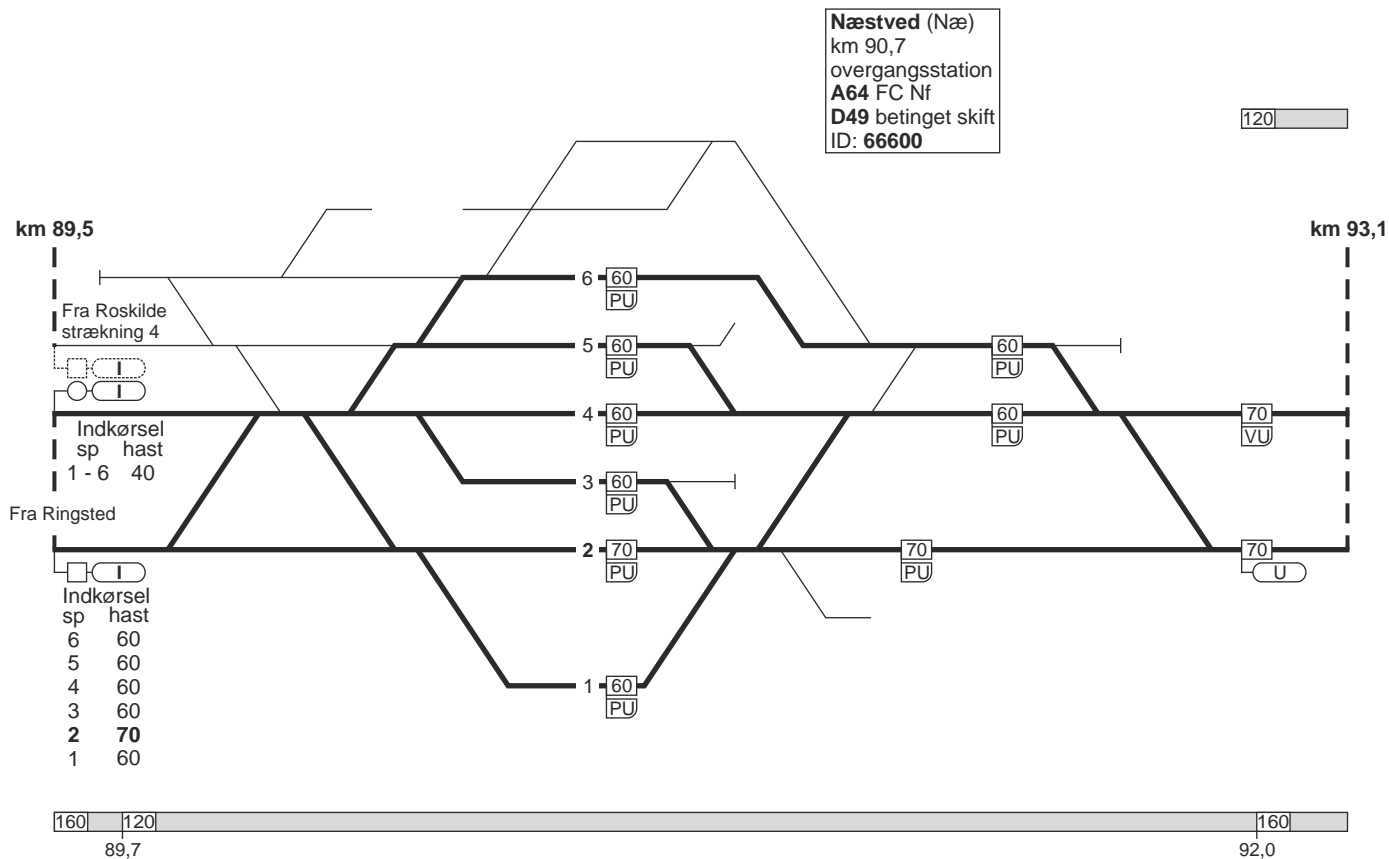 Næstved (Næ)
km 90,7
overgangsstation
A64 FC Nf
D49 betinget skift
ID: 66600
120
km 89,5
km 93,1
6 60
PU
Fra Roskilde
strækning 4
5 60
PU
60
PU
I
I
4 60
PU
60
PU
70
VU
Indkørsel
sp hast
1 - 6 40
3 60
PU
Fra Ringsted
2 70
PU
70
PU
70
U
I
Indkørsel
sp hast
6 60
5 60
4 60
3 60
2 70
1 60
1 60
PU
160 120 160
89,7 92,0